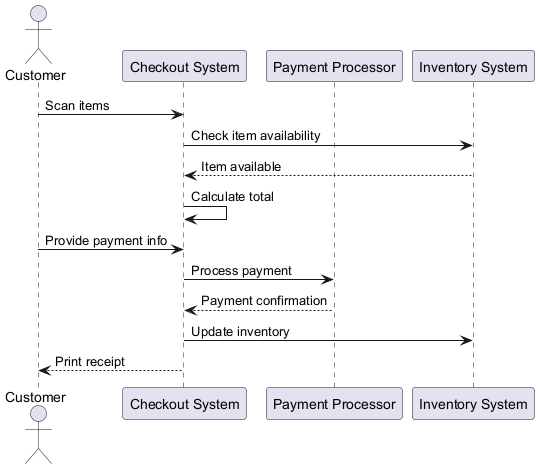 Customer
Checkout System
Payment Processor
Inventory System
Scan items
Check item availability
Item available
Calculate total
Provide payment info
Process payment
Payment confirmation
Update inventory
Print receipt
Customer
Checkout System
Payment Processor
Inventory System